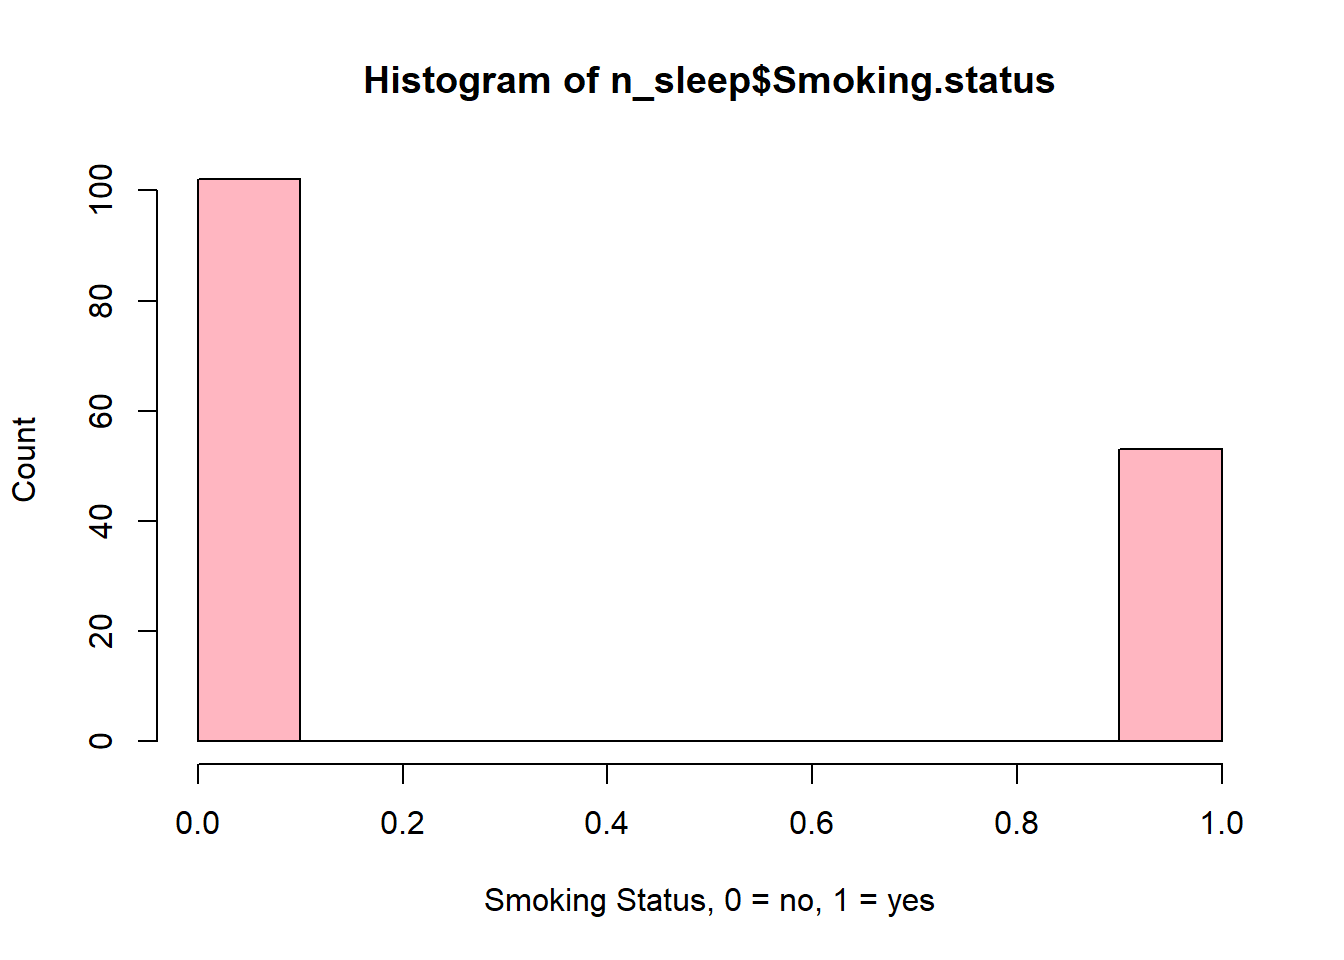 Histogram of n_sleep$Smoking.status
100
80
60
40
20
0
Count
0.0 0.2 0.4 0.6 0.8 1.0
Smoking Status, 0 = no, 1 = yes